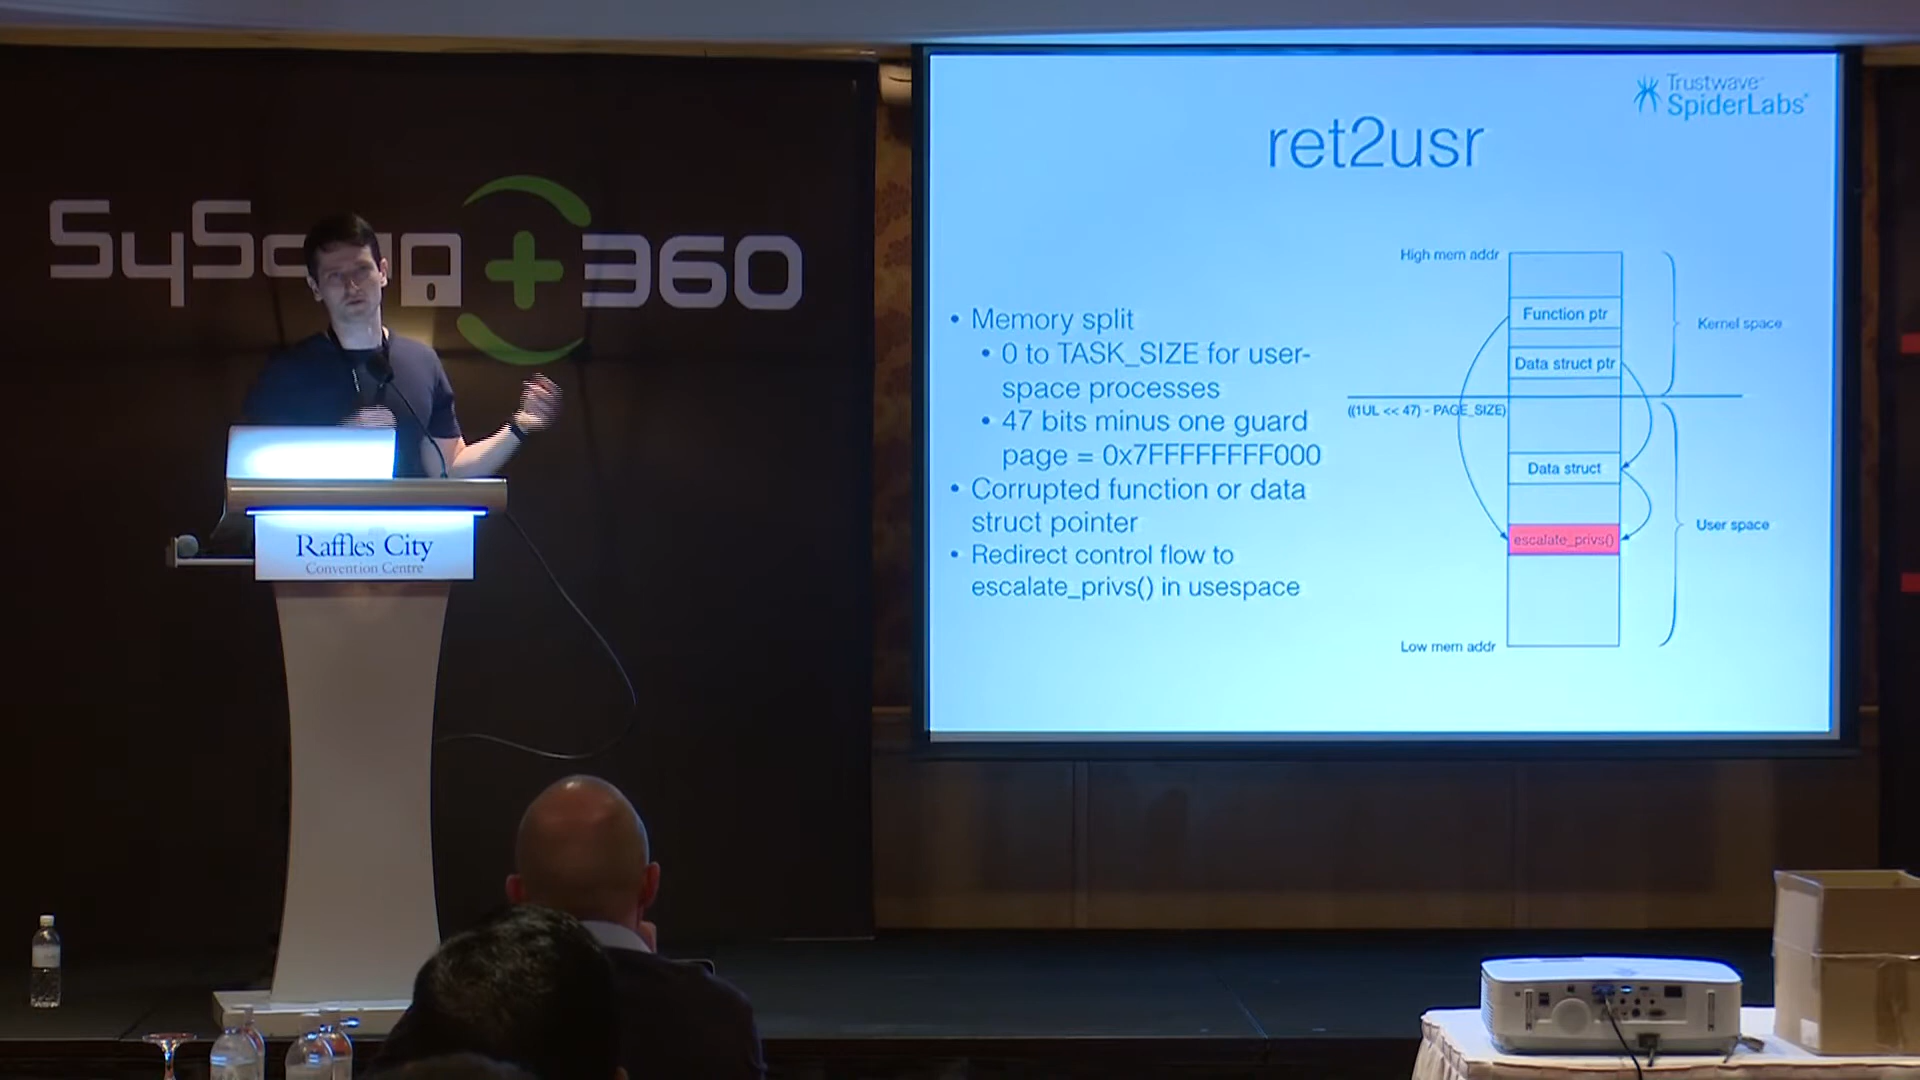 SyScan 360
Raffles City
Convention Centre
Trustwave
SpiderLabs
ret2usr
• Memory split
• 0 to TASK_SIZE for user-
space processes
• 47 bits minus one guard
page = 0x7FFFFFFFF000
• Corrupted function or data
struct pointer
• Redirect control flow to
escalate_privs() in usespace
High mem addr
Function ptr
Kernel space
Data struct ptr
((1UL << 47) - PAGE_SIZE)
Data struct
User space
escalate_privs()
Low mem addr